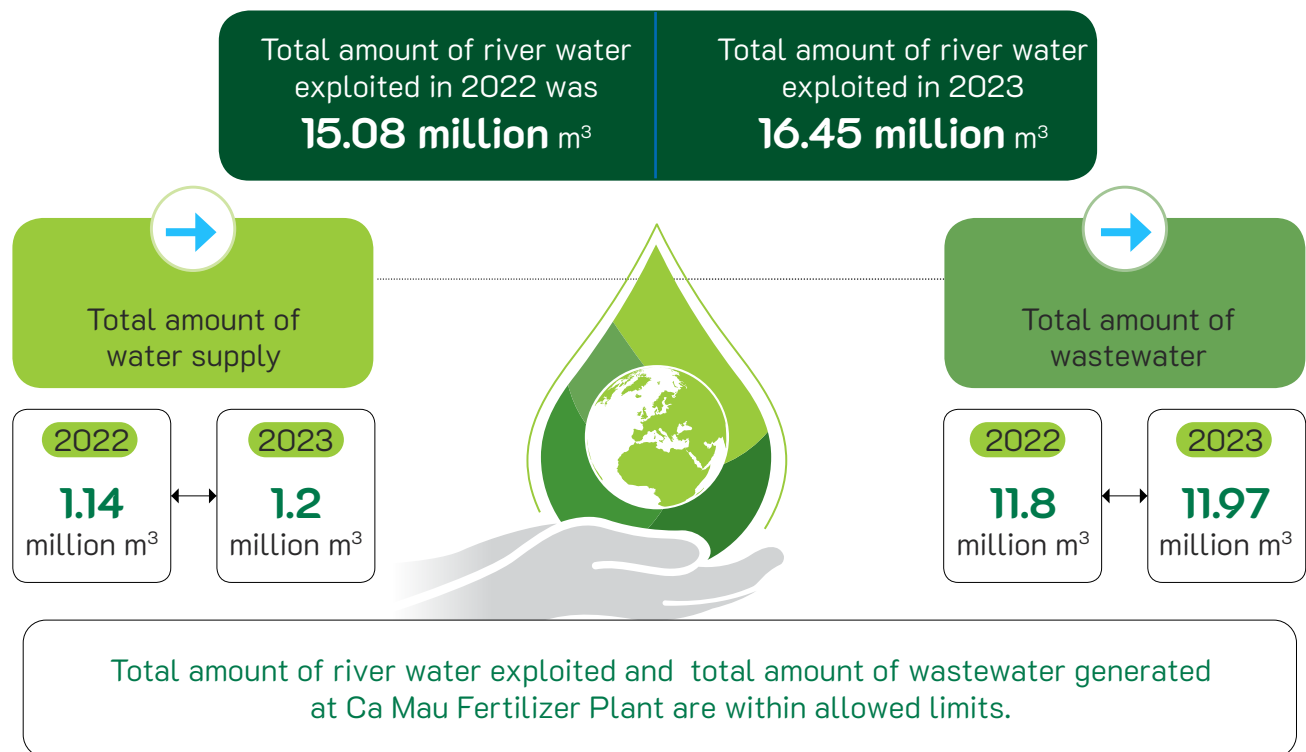 Total amount of river water
exploited in 2022 was
15.08 million m³
Total amount of river water
exploited in 2023
16.45 million m³
Total amount of
water supply
2022
1.14
million m³
2023
1.2
million m³
Total amount of
wastewater
2022
11.8
million m³
2023
11.97
million m³
Total amount of river water exploited and total amount of wastewater generated
at Ca Mau Fertilizer Plant are within allowed limits.